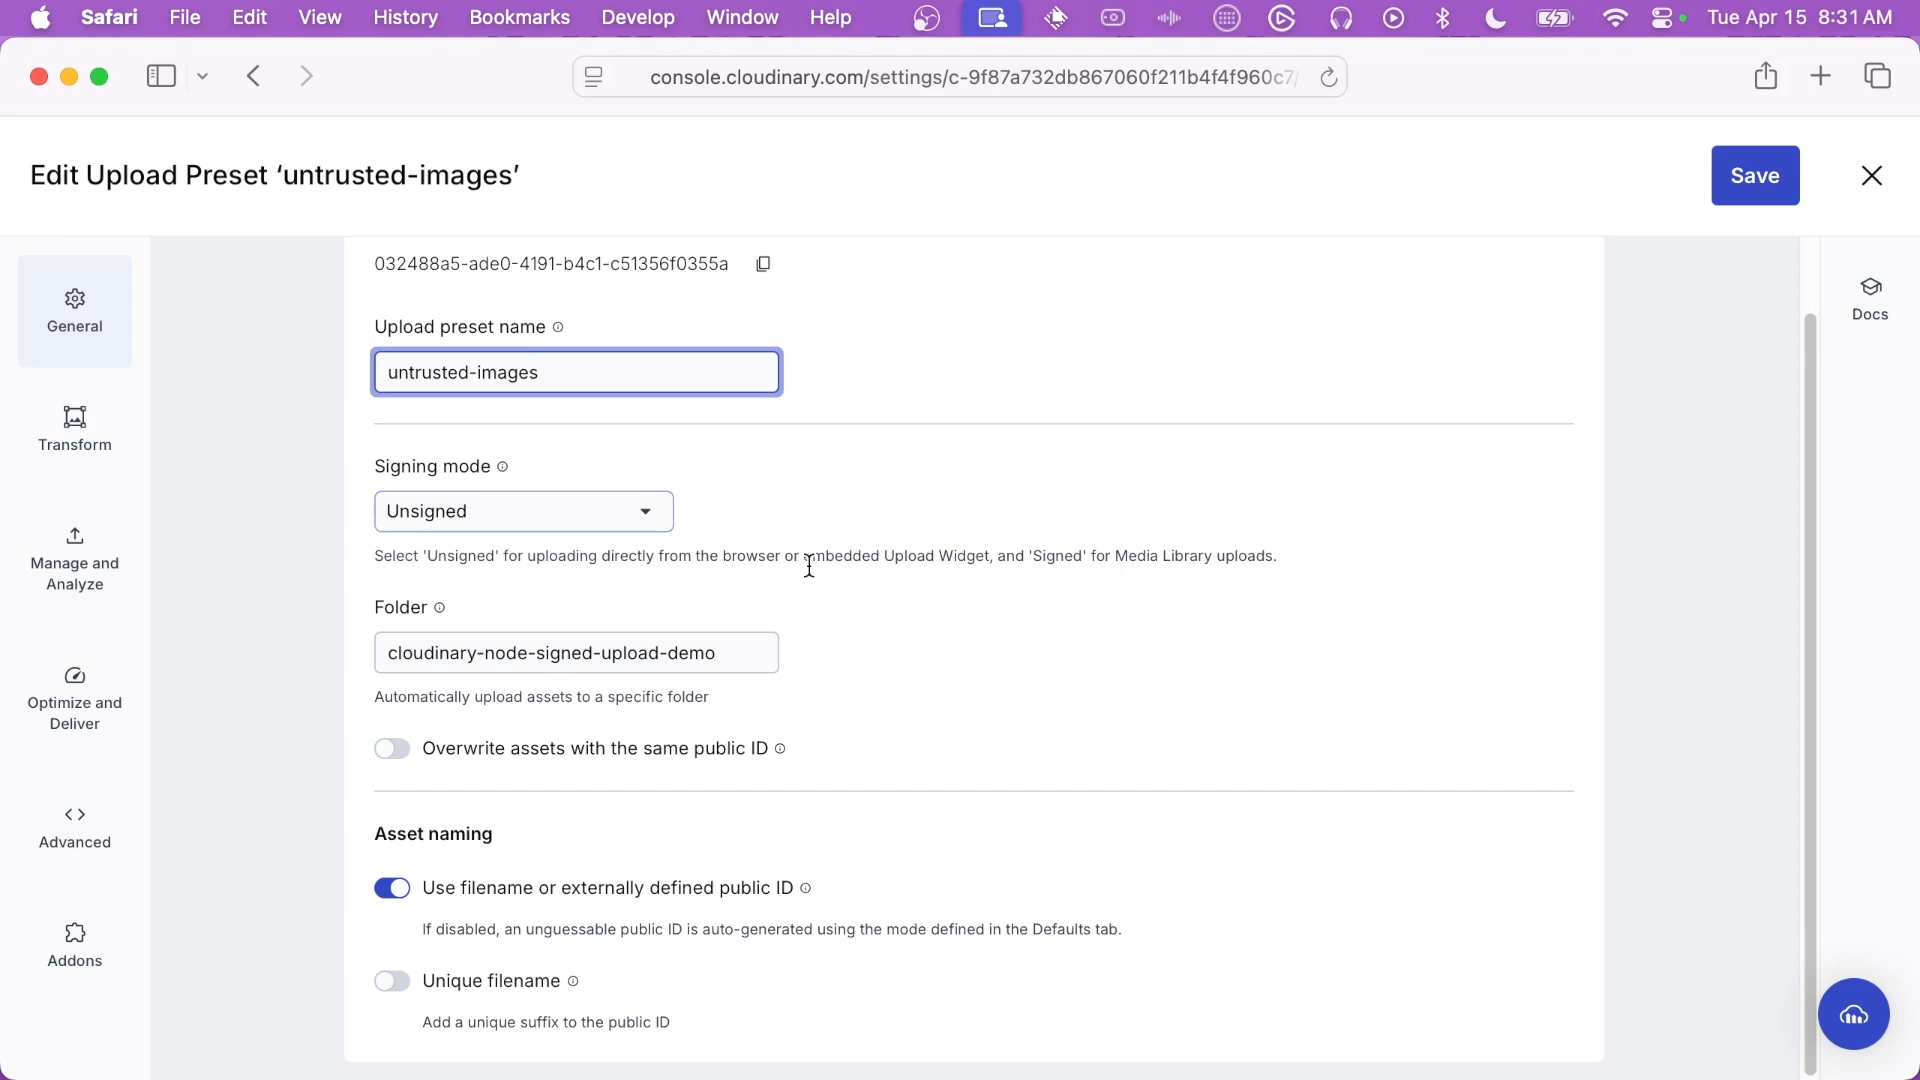 Safari File Edit View History Bookmarks Develop Window Help Tue Apr 15 8:31 AM
console.cloudinary.com/settings/c-9f87a732db867060f211b4f4f960c7/
Edit Upload Preset ‘untrusted-images’
Save
General
Transform
Manage and
Analyze
Optimize and
Deliver
Advanced
Addons
032488a5-ade0-4191-b4c1-c51356f0355a
Upload preset name
untrusted-images
Signing mode
Unsigned
Select 'Unsigned' for uploading directly from the browser or embedded Upload Widget, and 'Signed' for Media Library uploads.
Folder
cloudinary-node-signed-upload-demo
Automatically upload assets to a specific folder
Overwrite assets with the same public ID
Asset naming
Use filename or externally defined public ID
If disabled, an unguessable public ID is auto-generated using the mode defined in the Defaults tab.
Unique filename
Add a unique suffix to the public ID
Docs